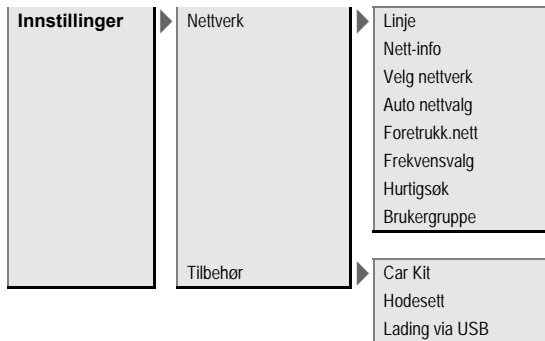 Innstillinger
Nettverk
Linje
Nett-info
Velg nettverk
Auto nettvalg
Foretrukk.nett
Frekvensvalg
Hurtigsøk
Brukergruppe
Tilbehør
Car Kit
Hodesett
Lading via USB